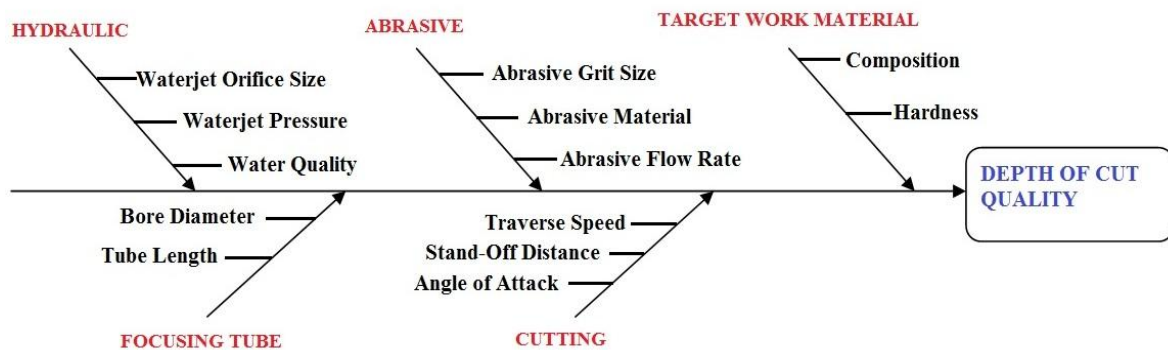 HYDRAULIC
Waterjet Orifice Size
Waterjet Pressure
Water Quality
ABRASIVE
Abrasive Grit Size
Abrasive Material
Abrasive Flow Rate
TARGET WORK MATERIAL
Composition
Hardness
DEPTH OF CUT
QUALITY
Bore Diameter
Tube Length
FOCUSING TUBE
Traverse Speed
Stand-Off Distance
Angle of Attack
CUTTING